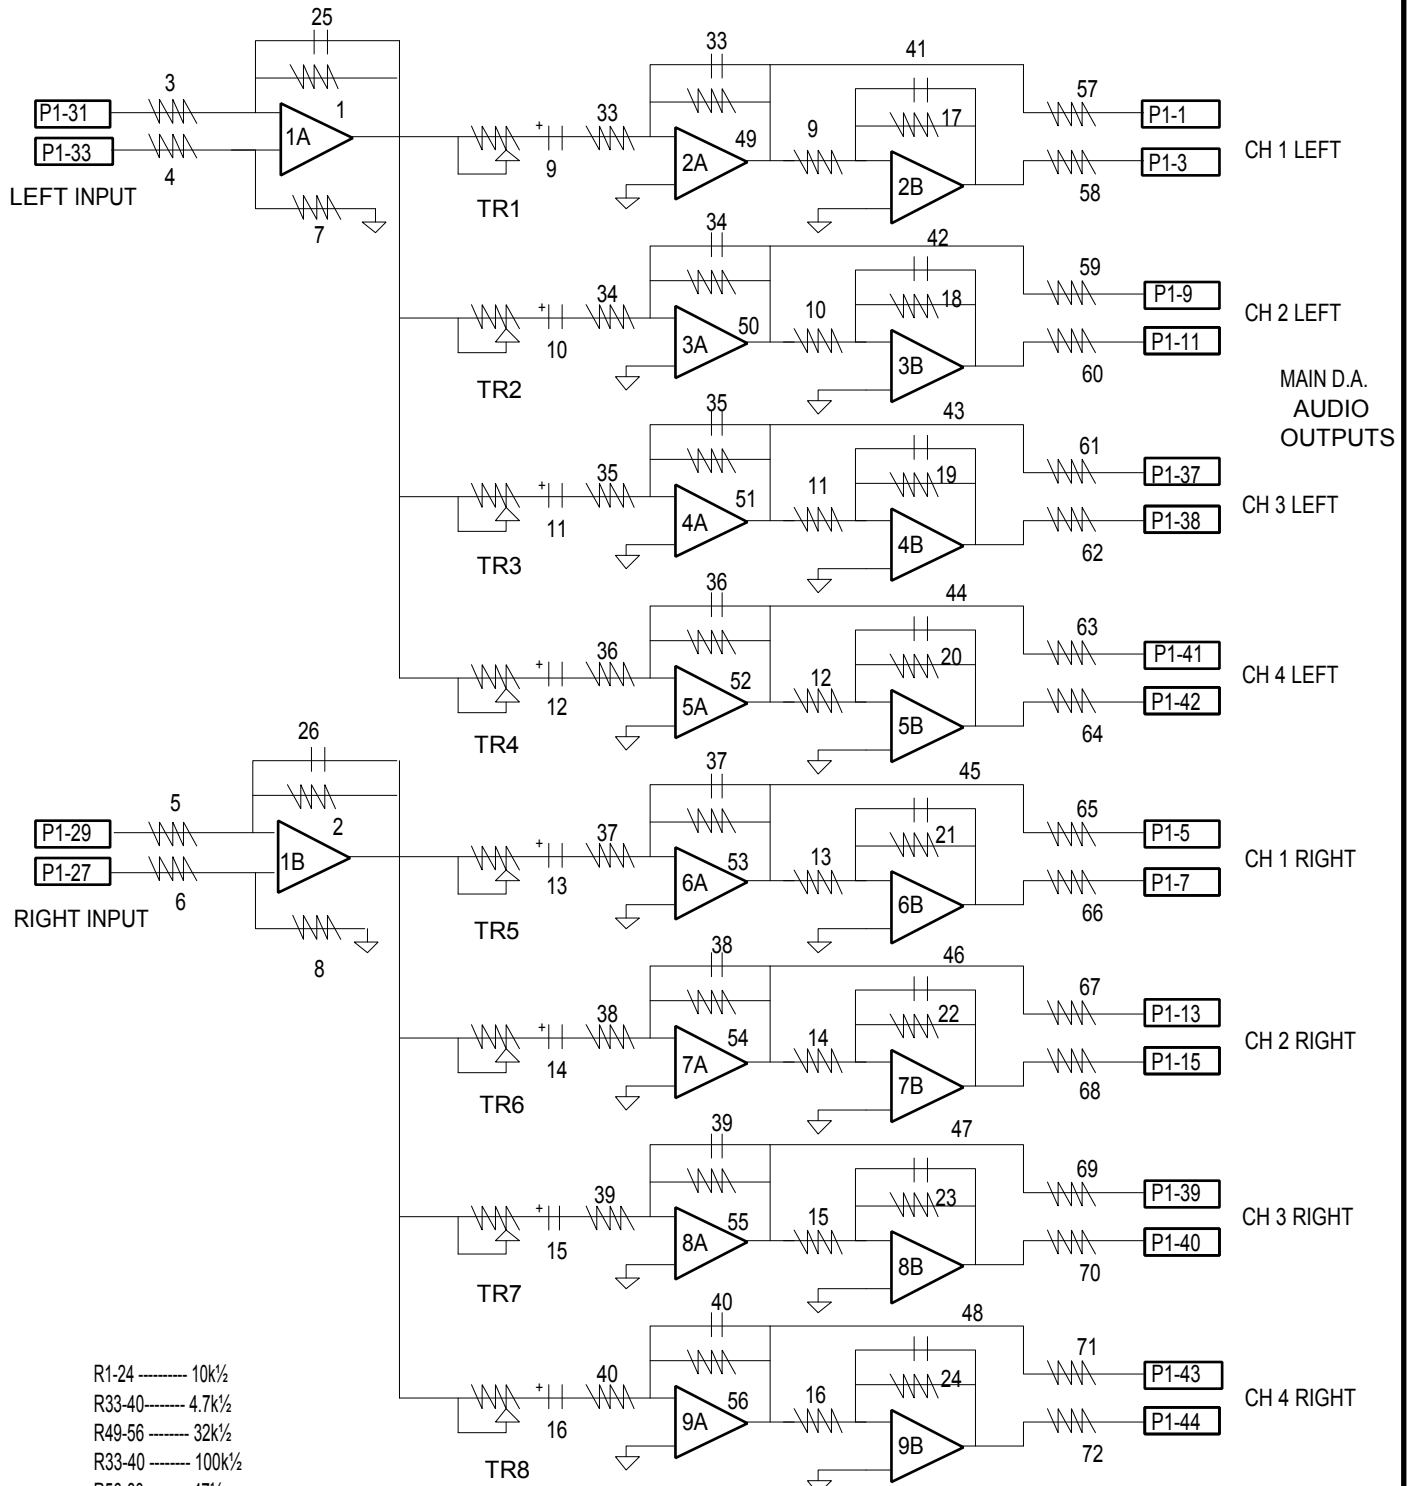 25
33
41
3
57
P1-31
1
33
9
17
P1-1
1A
49
2A
P1-33
4
9
2B
P1-3
CH 1 LEFT
LEFT INPUT
7
TR1
58
34
42
59
34
10
18
P1-9
CH 2 LEFT
10
3A
50
3B
P1-11
TR2
60
MAIN D.A.
AUDIO
OUTPUTS
35
43
61
35
11
19
P1-37
CH 3 LEFT
11
4A
51
4B
P1-38
TR3
62
36
44
63
36
12
20
P1-41
CH 4 LEFT
12
5A
52
5B
P1-42
TR4
64
26
37
45
5
65
P1-29
2
37
13
21
P1-5
1B
53
CH 1 RIGHT
P1-27
13
6A
6B
P1-7
6
RIGHT INPUT
TR5
66
8
38
46
67
38
14
22
P1-13
CH 2 RIGHT
14
7A
54
7B
P1-15
TR6
68
39
47
69
39
15
23
P1-39
CH 3 RIGHT
15
8A
55
8B
P1-40
TR7
70
40
48
71
40
16
24
P1-43
CH 4 RIGHT
16
9A
56
9B
P1-44
TR8
72
R1-24 ---------- 10k½
R33-40-------- 4.7k½
R49-56 -------- 32k½
R33-40 -------- 100k½